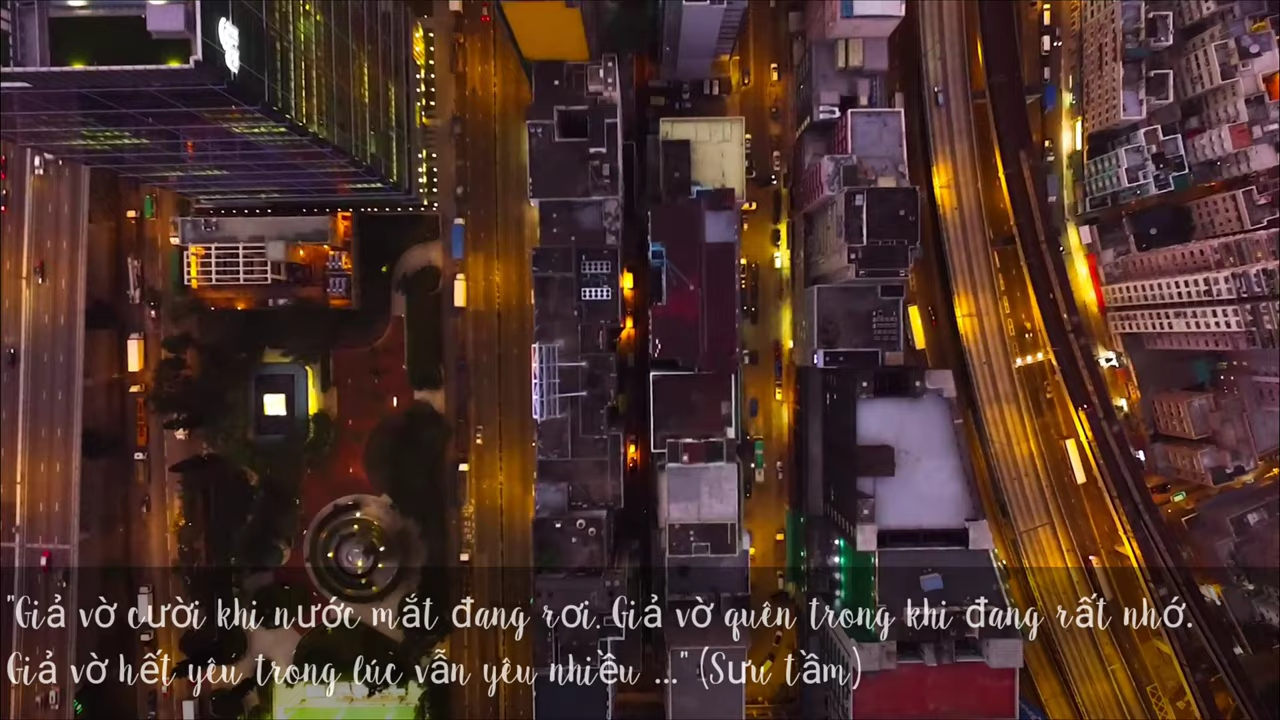 "Giả vờ cười khi nước mắt đang rơi. Giả vờ quên trong khi đang rất nhớ.
Giả vờ hết yêu trong lúc vẫn yêu nhiều ..." (Sưu tầm)